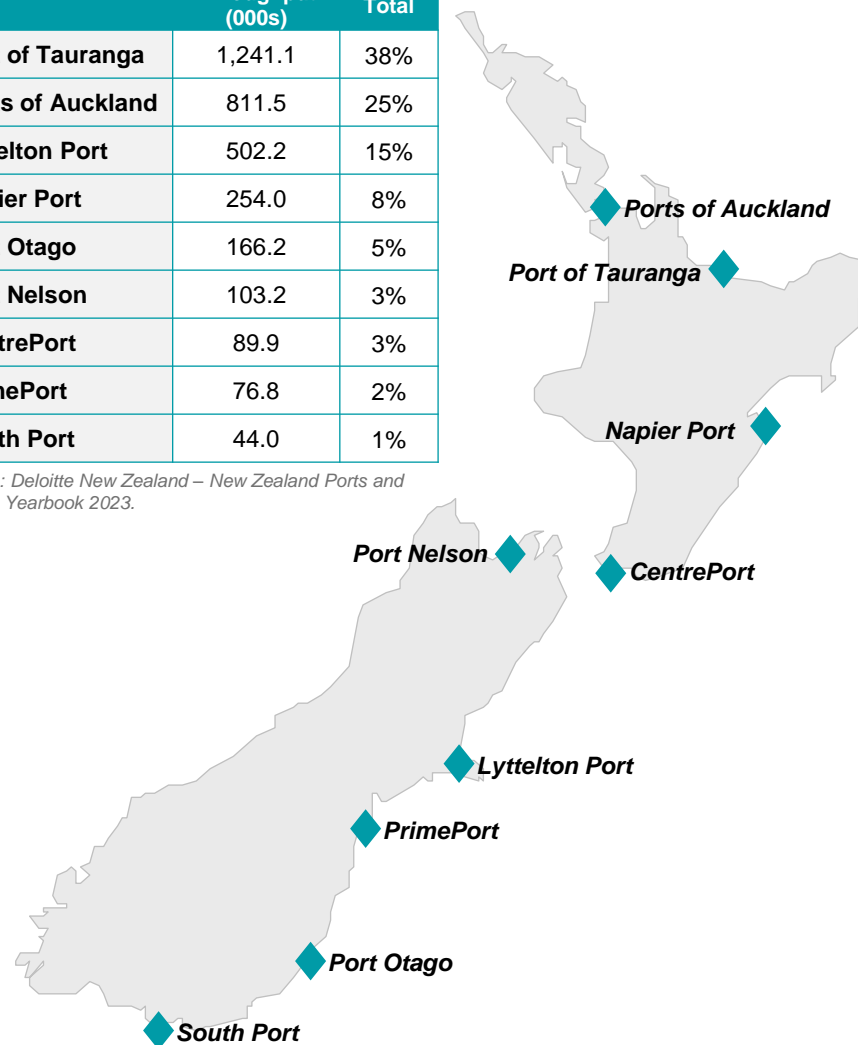 (000s) Total
of Tauranga 1,241.1 38%
s of Auckland 811.5 25%
elton Port 502.2 15%
ier Port 254.0 8%
Otago 166.2 5%
Nelson 103.2 3%
trePort 89.9 3%
nePort 76.8 2%
th Port 44.0 1%
: Deloitte New Zealand – New Zealand Ports and
Yearbook 2023.
Ports of Auckland
Port of Tauranga
Napier Port
Port Nelson
CentrePort
Lyttelton Port
PrimePort
Port Otago
South Port